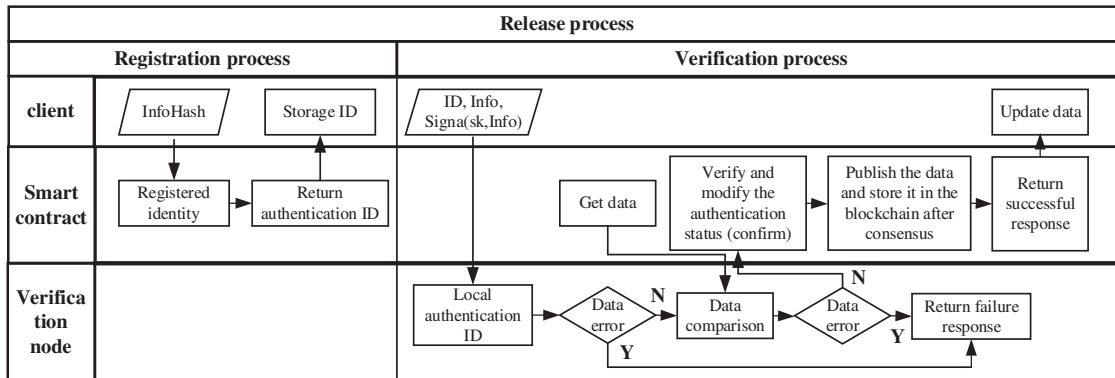 Release process
Registration process
Verification process
client
InfoHash
Storage ID
ID, Info,
Signa(sk,Info)
Update data
Smart
contract
Registered
identity
Return
authentication ID
Get data
Verify and
modify the
authentication
status (confirm)
Publish the data
and store it in the
blockchain after
consensus
Return
successful
response
Verifica
tion
node
Local
authentication
ID
Data
error
N
Y
Data
comparison
Data
error
N
Y
Return failure
response